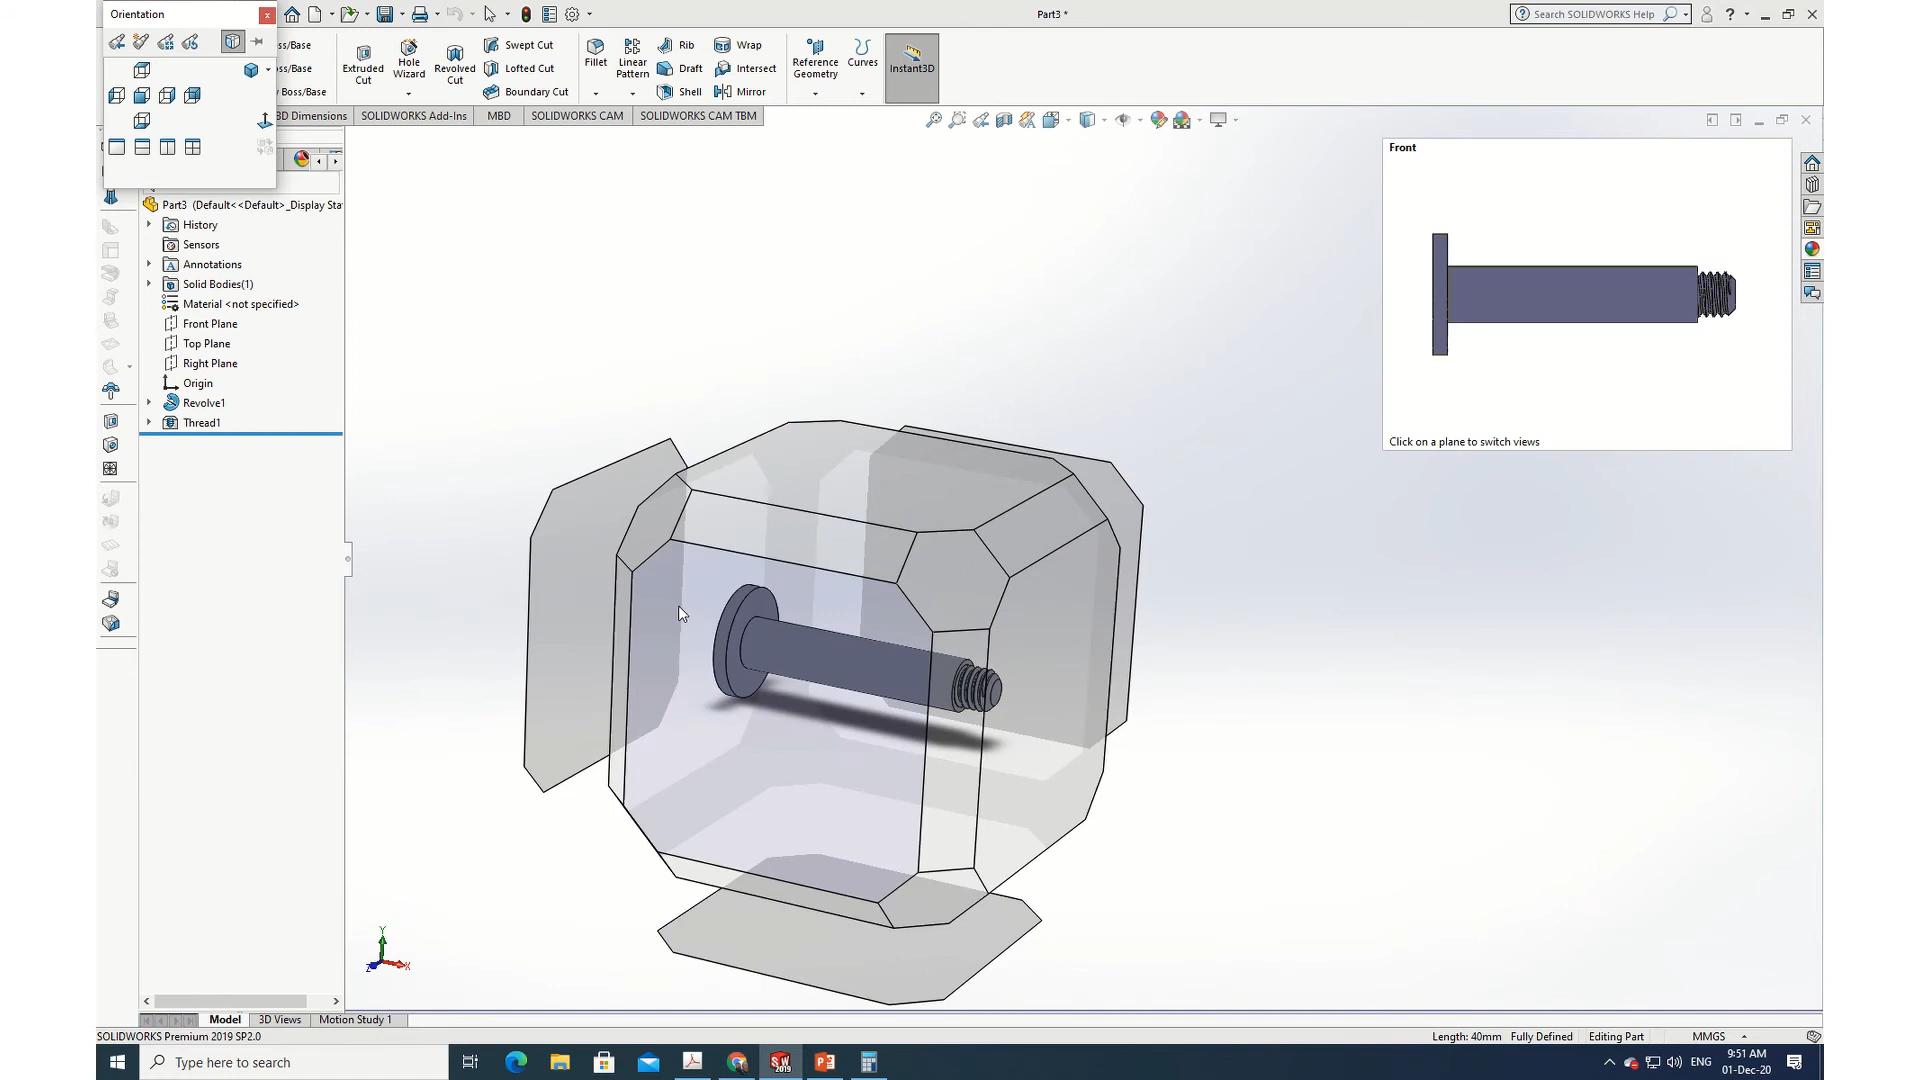 Orientation
Part3 *
Search SOLIDWORKS Help
ss/Base
ss/Base
Boss/Base
Extruded
Cut
Hole
Wizard
Revolved
Cut
Swept Cut
Lofted Cut
Boundary Cut
Fillet
Linear
Pattern
Rib
Draft
Shell
Wrap
Intersect
Mirror
Reference
Geometry
Curves
Instant3D
BD Dimensions
SOLIDWORKS Add-Ins
MBD
SOLIDWORKS CAM
SOLIDWORKS CAM TBM
Part3 (Default<<Default>_Display Sta
History
Sensors
Annotations
Solid Bodies(1)
Material <not specified>
Front Plane
Top Plane
Right Plane
Origin
Revolve1
Thread1
Front
Click on a plane to switch views
Y
Z
X
Model
3D Views
Motion Study 1
SOLIDWORKS Premium 2019 SP2.0
Length: 40mm
Fully Defined
Editing Part
MMGS
Type here to search
SW
2019
ENG
9:51 AM
01-Dec-20